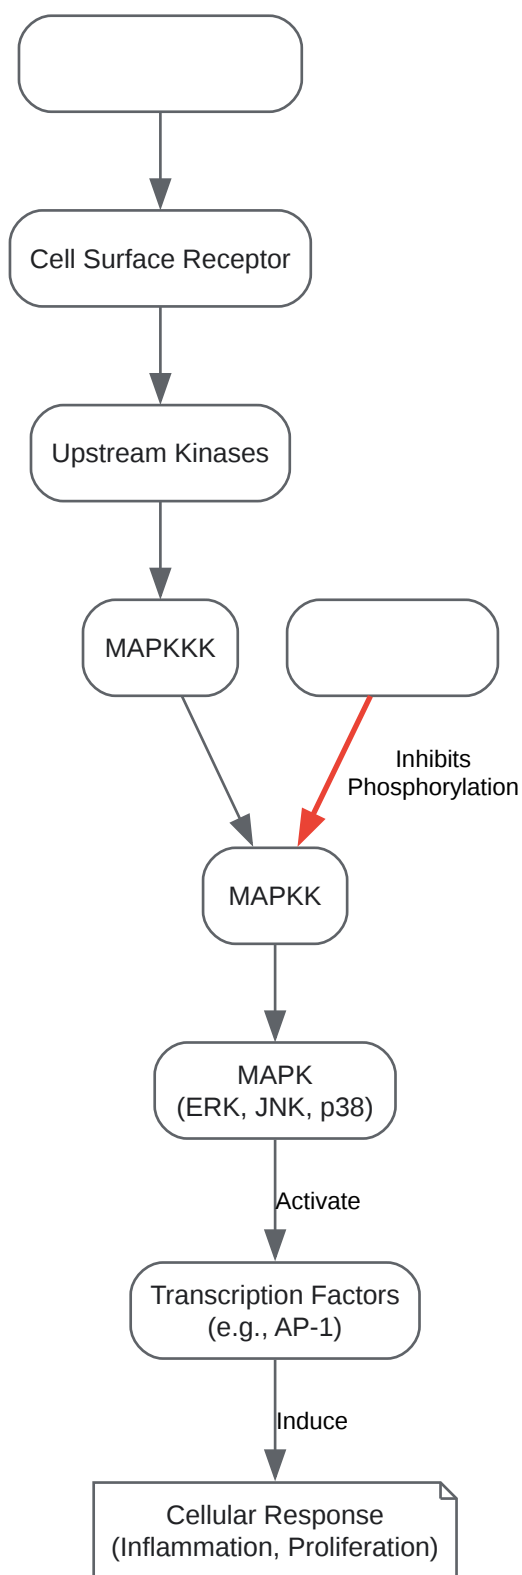 Cell Surface Receptor
Upstream Kinases
MAPKKK
Inhibits
Phosphorylation
MAPKK
MAPK
(ERK, JNK, p38)
Activate
Transcription Factors
(e.g., AP-1)
Induce
Cellular Response
(Inflammation, Proliferation)